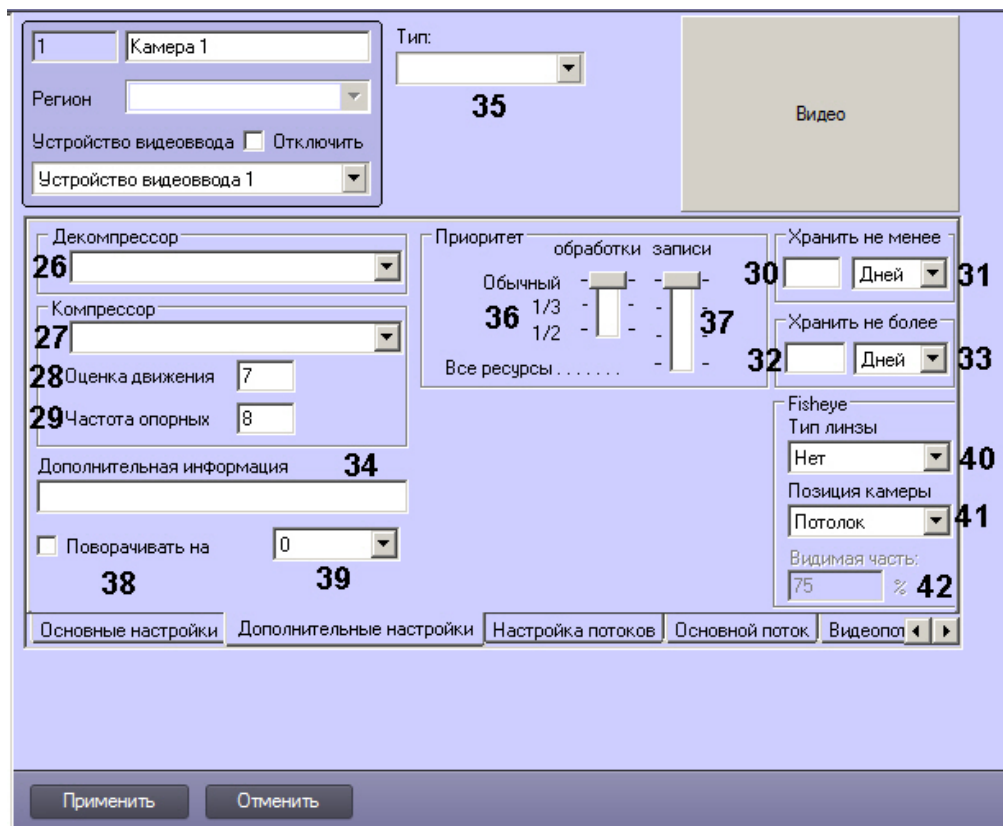 1 Камера 1
Тип:
Регион
35
Видео
Устройство видеоввода Отключить
Устройство видеоввода 1
Декомпрессор
26
Компрессор
27
28 Оценка движения 7
29 Частота опорных 8
Дополнительная информация 34
Поворачивать на 0
38 39
Приоритет
обработки записи
Обычный
1/3
1/2
36 37
Все ресурсы . . . . . . .
Хранить не менее
30 Дней 31
Хранить не более
32 Дней 33
Fisheye
Тип линзы
Нет 40
Позиция камеры
Потолок 41
Видимая часть:
75 % 42
Основные настройки Дополнительные настройки Настройка потоков Основной поток Видеопот
Применить Отменить